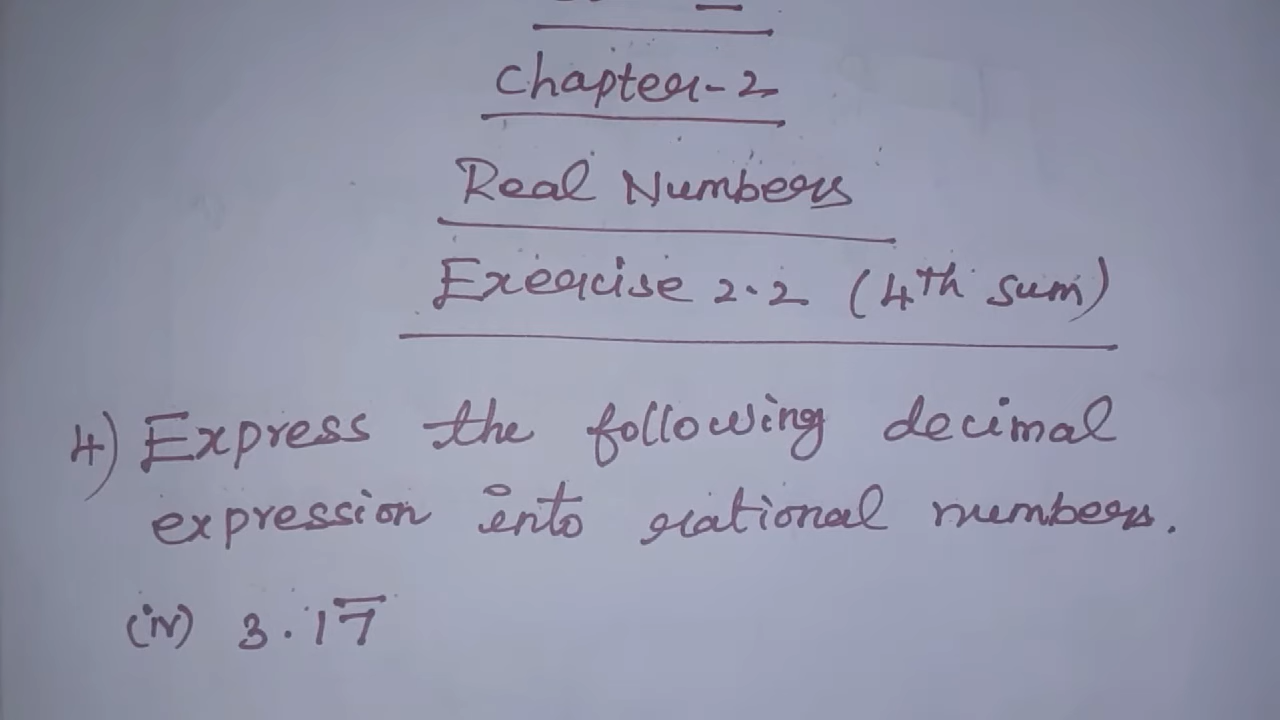 Chapter-2
Real Numbers
Exercise 2.2 (4th sum)
4) Express the following decimal
expression into rational numbers.
(iv) 3.17̅